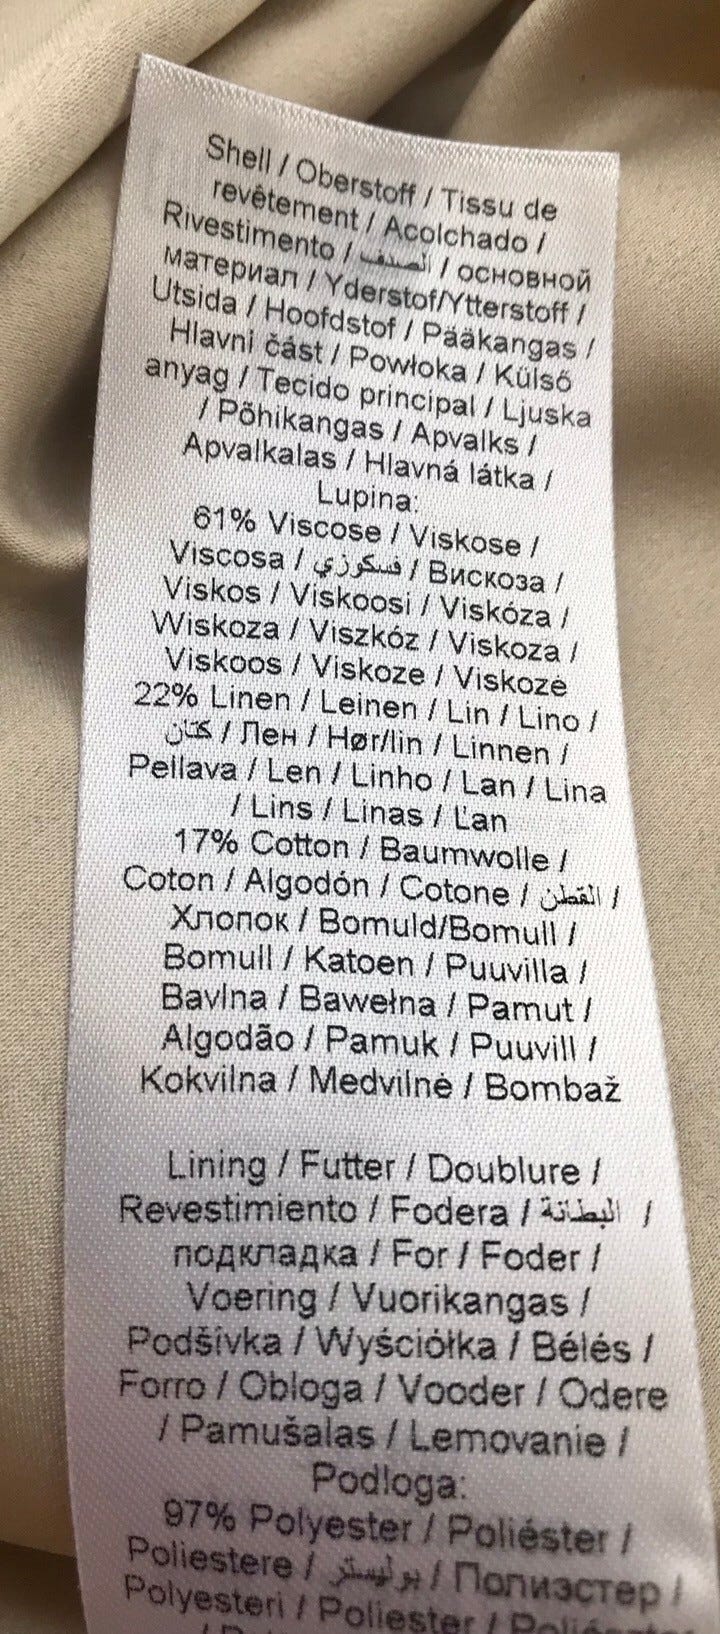 Shell / Oberstoff / Tissu de
revêtement / Acolchado /
Rivestimento / الصدف / основной
материал / Yderstof/Ytterstoff /
Utsida / Hoofdstof / Pääkangas /
Hlavní část / Powłoka / Külső
anyag / Tecido principal / Ljuska
/ Põhikangas / Apvalks /
Apvalkalas / Hlavná látka /
Lupina:
61% Viscose / Viskose /
Viscosa / فسكوزي / Вискоза /
Viskos / Viskoosi / Viskóza /
Wiskoza / Viszkóz / Viskoza /
Viskoos / Viskoze / Viskozė
22% Linen / Leinen / Lin / Lino /
كتان / Лен / Hør/lin / Linnen /
Pellava / Len / Linho / Lan / Lina
/ Lins / Linas / Ľan
17% Cotton / Baumwolle /
Coton / Algodón / Cotone / القطن /
Хлопок / Bomuld/Bomull /
Bomull / Katoen / Puuvilla /
Bavlna / Bawełna / Pamut /
Algodão / Pamuk / Puuvill /
Kokvilna / Medvilnė / Bombaž
Lining / Futter / Doublure /
Revestimiento / Fodera / البطانة /
подкладка / For / Foder /
Voering / Vuorikangas /
Podšívka / Wyściółka / Bélés /
Forro / Obloga / Vooder / Odere
/ Pamušalas / Lemovanie /
Podloga:
97% Polyester / Poliéster /
Poliestere / بوليستر / Полиэстер /
Polyesteri / Poliester /